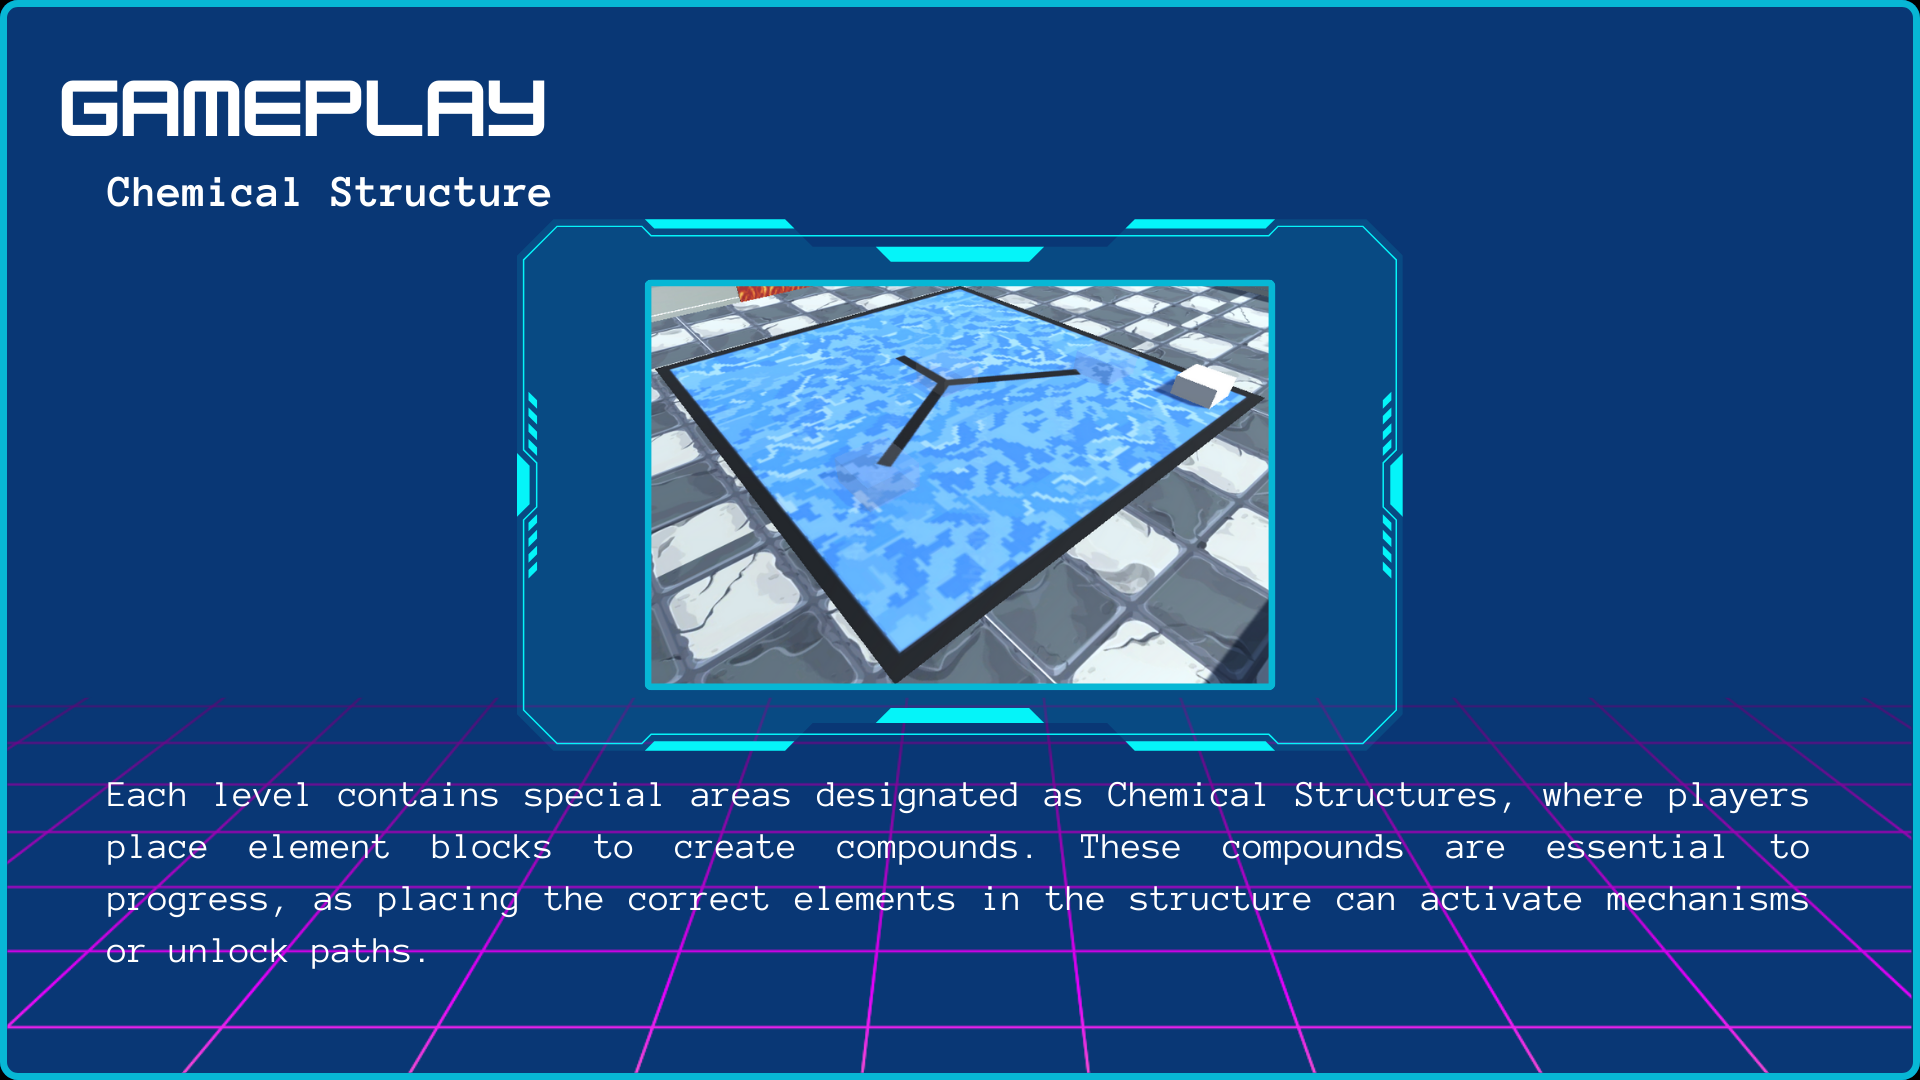 GAMEPLAY
Chemical Structure
Each level contains special areas designated as Chemical Structures, where players
place element blocks to create compounds. These compounds are essential to
progress, as placing the correct elements in the structure can activate mechanisms
or unlock paths.